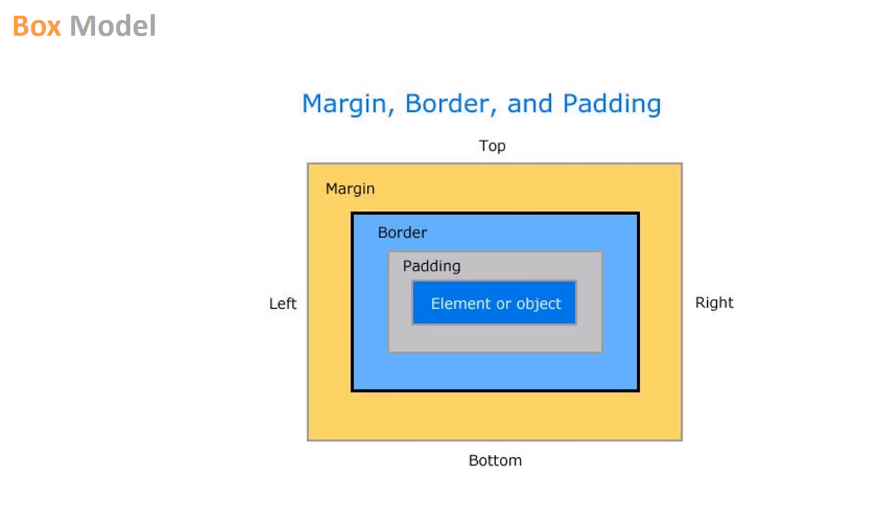 Box Model
Margin, Border, and Padding
Top
Margin
Border
Padding
Left
Element or object
Right
Bottom